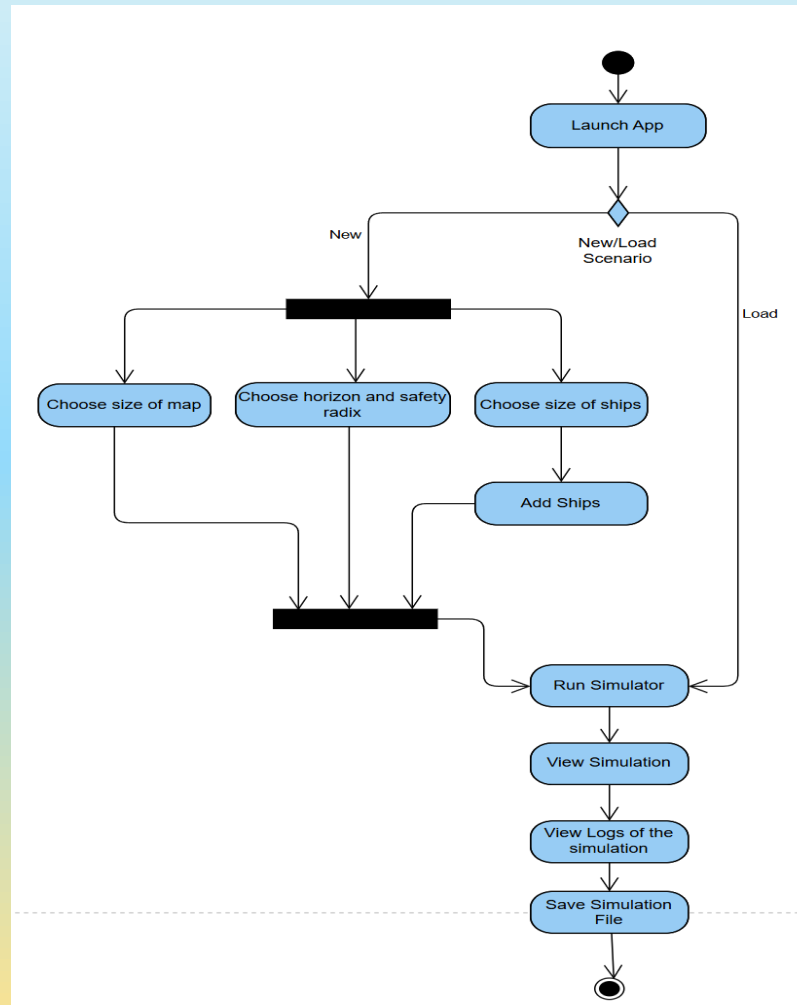 Launch App
New
New/Load
Scenario
Load
Choose size of map
Choose horizon and safety
radix
Choose size of ships
Add Ships
Run Simulator
View Simulation
View Logs of the
simulation
Save Simulation
File